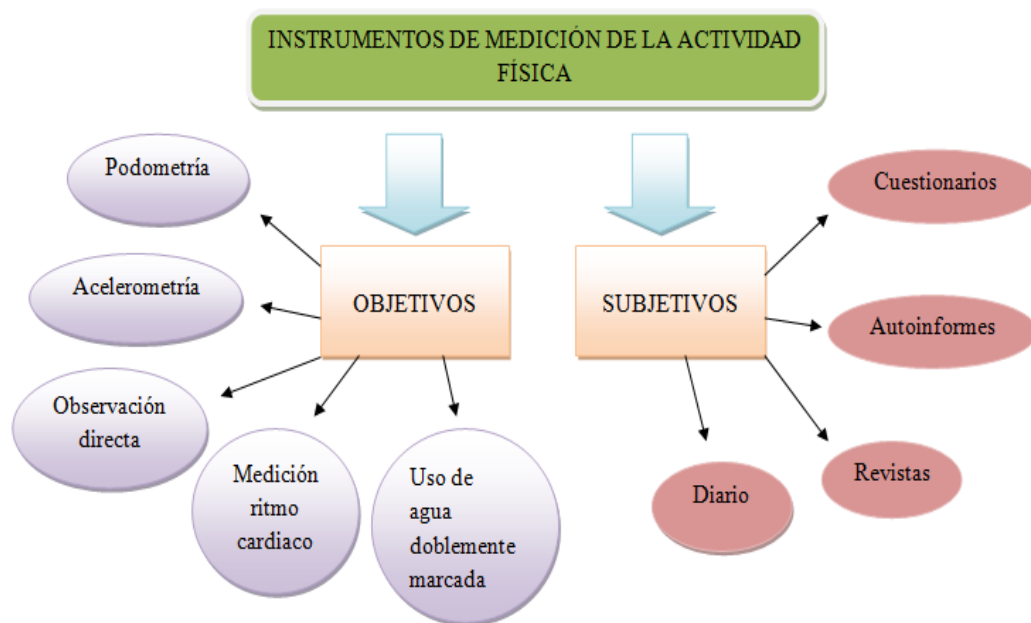 INSTRUMENTOS DE MEDICIÓN DE LA ACTIVIDAD
FÍSICA
Podometría
Acelerometría
Observación
directa
Medición
ritmo
cardiaco
Uso de
agua
doblemente
marcada
OBJETIVOS
SUBJETIVOS
Cuestionarios
Autoinformes
Revistas
Diario